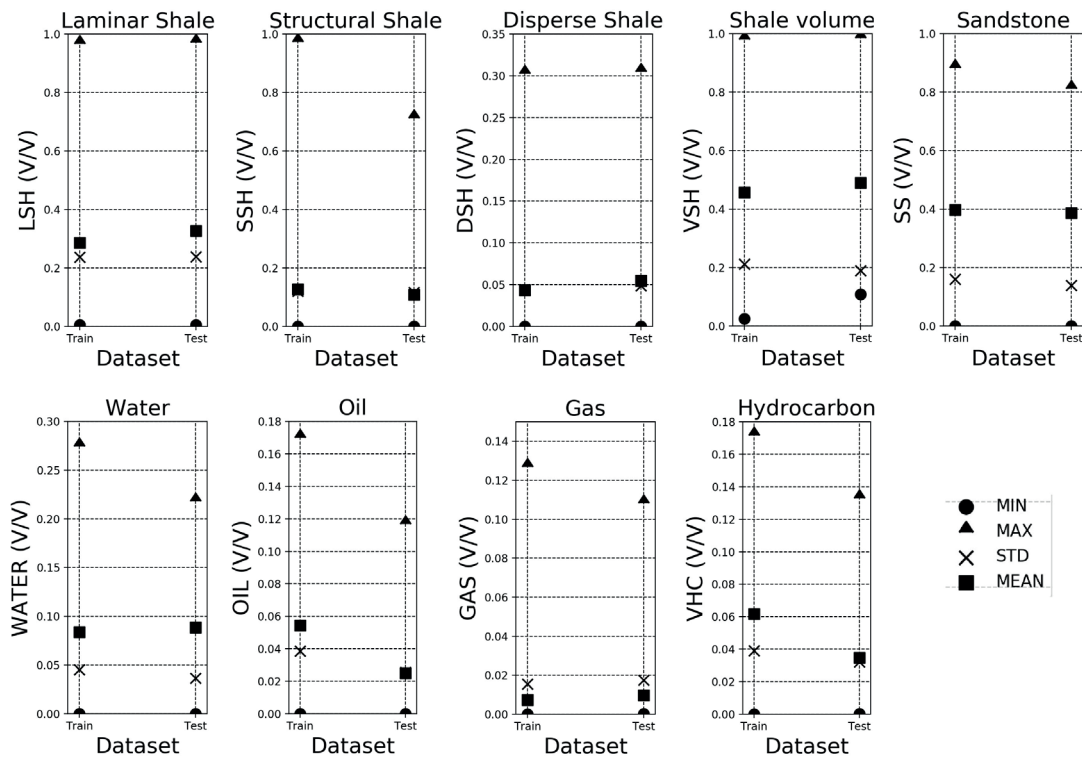 Laminar Shale
1.0
0.8
0.6
0.4
0.2
0.0
LSH (V/V)
Train
Test
Dataset
Structural Shale
1.0
0.8
0.6
0.4
0.2
0.0
SSH (V/V)
Train
Test
Dataset
Disperse Shale
0.35
0.30
0.25
0.20
0.15
0.10
0.05
0.00
DSH (V/V)
Train
Test
Dataset
Shale volume
1.0
0.8
0.6
0.4
0.2
0.0
VSH (V/V)
Train
Test
Dataset
Sandstone
1.0
0.8
0.6
0.4
0.2
0.0
SS (V/V)
Train
Test
Dataset
Water
0.30
0.25
0.20
0.15
0.10
0.05
0.00
WATER (V/V)
Train
Test
Dataset
Oil
0.18
0.16
0.14
0.12
0.10
0.08
0.06
0.04
0.02
0.00
OIL (V/V)
Train
Test
Dataset
Gas
0.14
0.12
0.10
0.08
0.06
0.04
0.02
0.00
GAS (V/V)
Train
Test
Dataset
Hydrocarbon
0.18
0.16
0.14
0.12
0.10
0.08
0.06
0.04
0.02
0.00
VHC (V/V)
Train
Test
Dataset
MIN
MAX
STD
MEAN